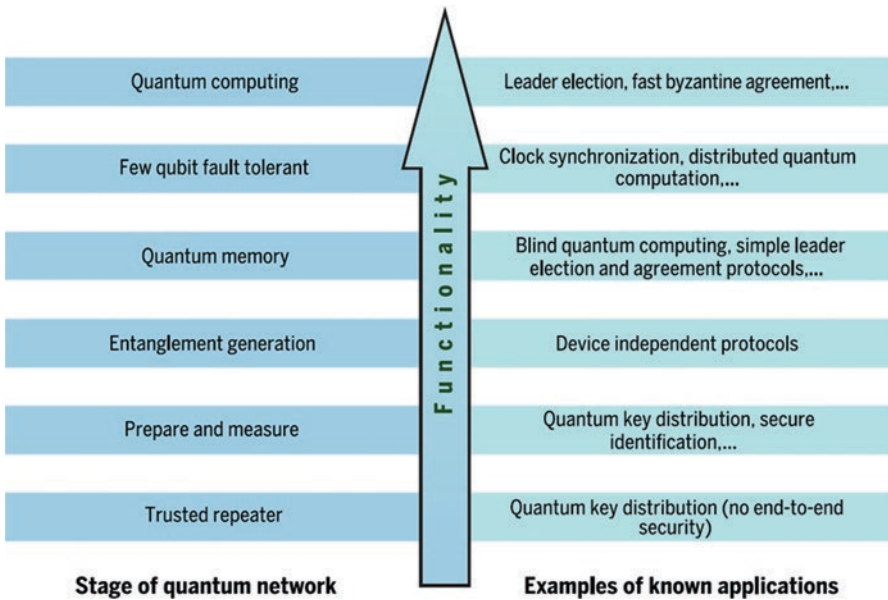 Quantum computing
Leader election, fast byzantine agreement,...
Few qubit fault tolerant
Clock synchronization, distributed quantum
computation,...
Quantum memory
Blind quantum computing, simple leader
election and agreement protocols,...
Entanglement generation
Device independent protocols
Prepare and measure
Quantum key distribution, secure
identification,...
Trusted repeater
Quantum key distribution (no end-to-end
security)
Functionality
Stage of quantum network
Examples of known applications